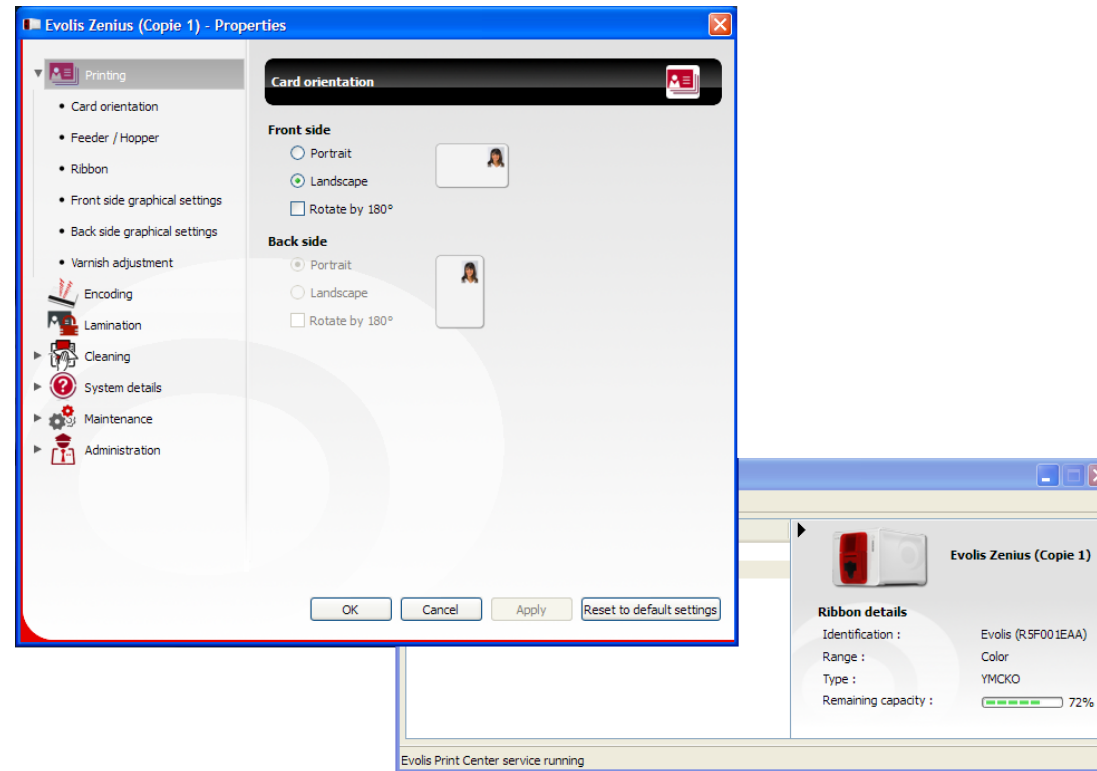 Evolis Zenius (Copie 1) - Properties
Printing
Card orientation
Feeder / Hopper
Ribbon
Front side graphical settings
Back side graphical settings
Varnish adjustment
Encoding
Lamination
Cleaning
System details
Maintenance
Administration
Card orientation
Front side
Portrait
Landscape
Rotate by 180°
Back side
Portrait
Landscape
Rotate by 180°
OK
Cancel
Apply
Reset to default settings
Evolis Zenius (Copie 1)
Ribbon details
Identification : Evolis (R5F001EAA)
Range : Color
Type : YMCKO
Remaining capacity : 72%
Evolis Print Center service running